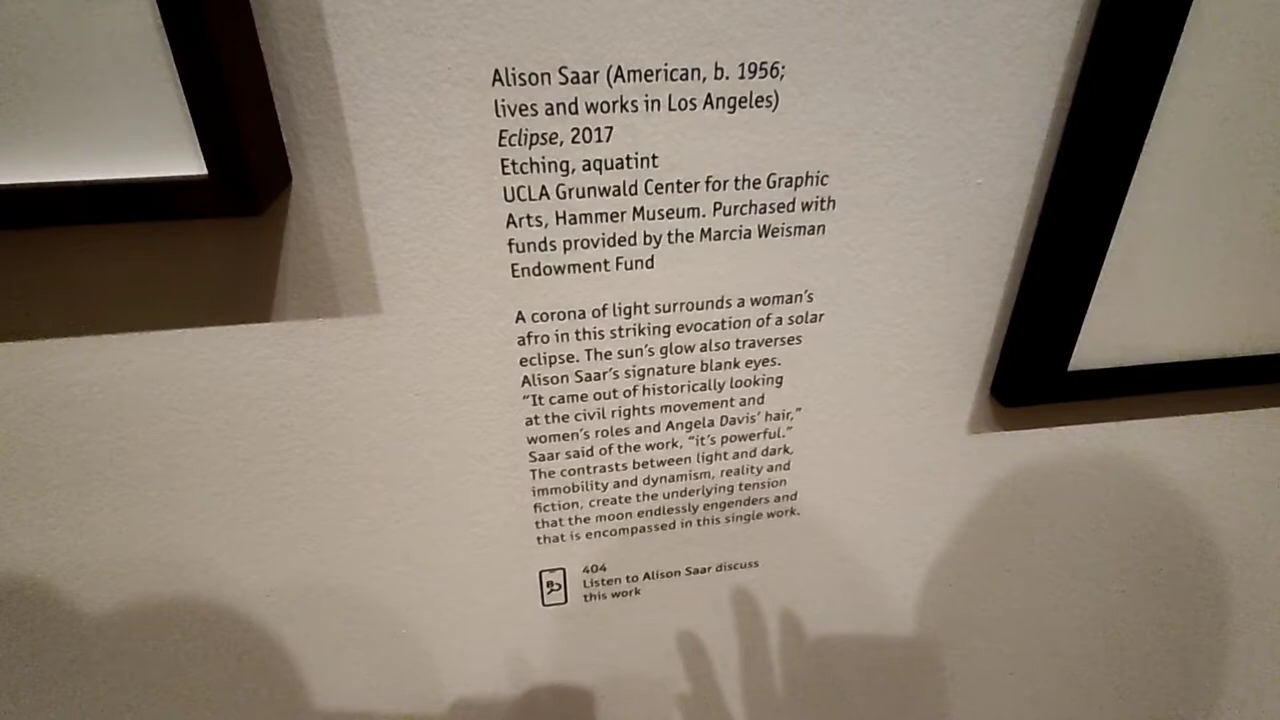 Alison Saar (American, b. 1956;
lives and works in Los Angeles)
Eclipse, 2017
Etching, aquatint
UCLA Grunwald Center for the Graphic
Arts, Hammer Museum. Purchased with
funds provided by the Marcia Weisman
Endowment Fund
A corona of light surrounds a woman's
afro in this striking evocation of a solar
eclipse. The sun's glow also traverses
Alison Saar's signature blank eyes.
“It came out of historically looking
at the civil rights movement and
women's roles and Angela Davis' hair,”
Saar said of the work, “it's powerful.”
The contrasts between light and dark,
immobility and dynamism, reality and
fiction, create the underlying tension
that the moon endlessly engenders and
that is encompassed in this single work.
404
Listen to Alison Saar discuss
this work